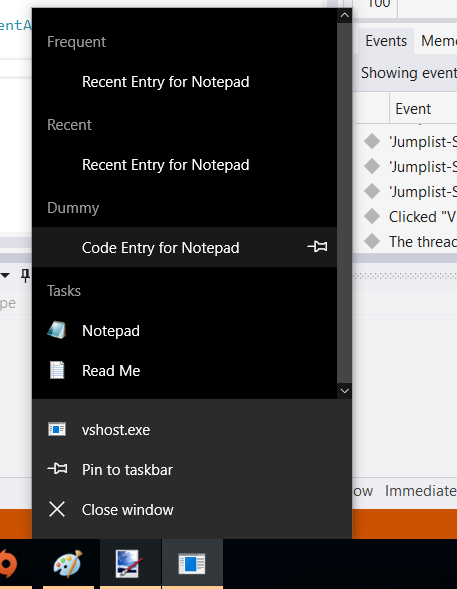 100
entA
Frequent
Recent Entry for Notepad
Recent
Recent Entry for Notepad
Dummy
Code Entry for Notepad
Tasks
Notepad
Read Me
vshost.exe
Pin to taskbar
Close window
Events Mem
Showing event
Event
'Jumplist-S
'Jumplist-S
'Jumplist-S
Clicked "V
The thread
pe
ow Immediate